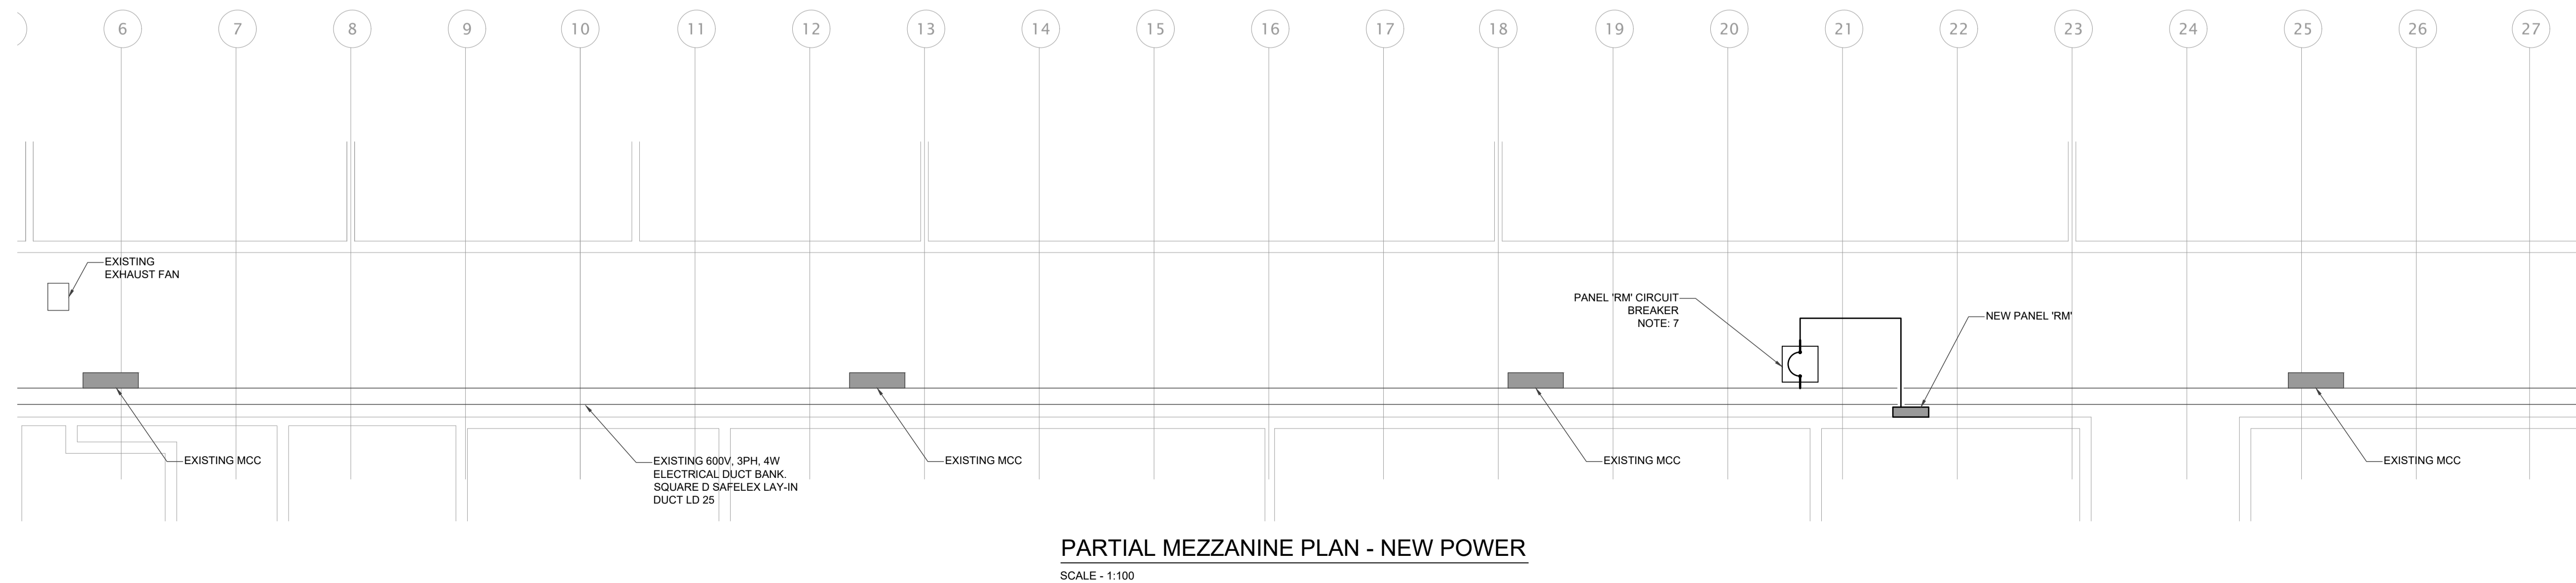 6 7 8 9 10 11 12 13 14 15 16 17 18 19 20 21 22 23 24 25 26 27
EXISTING
EXHAUST FAN
PANEL 'RM' CIRCUIT
BREAKER
NOTE: 7
NEW PANEL 'RM'
EXISTING MCC
EXISTING 600V, 3PH, 4W
ELECTRICAL DUCT BANK.
SQUARE D SAFELEX LAY-IN
DUCT LD 25
EXISTING MCC
EXISTING MCC
EXISTING MCC
PARTIAL MEZZANINE PLAN - NEW POWER
SCALE - 1:100